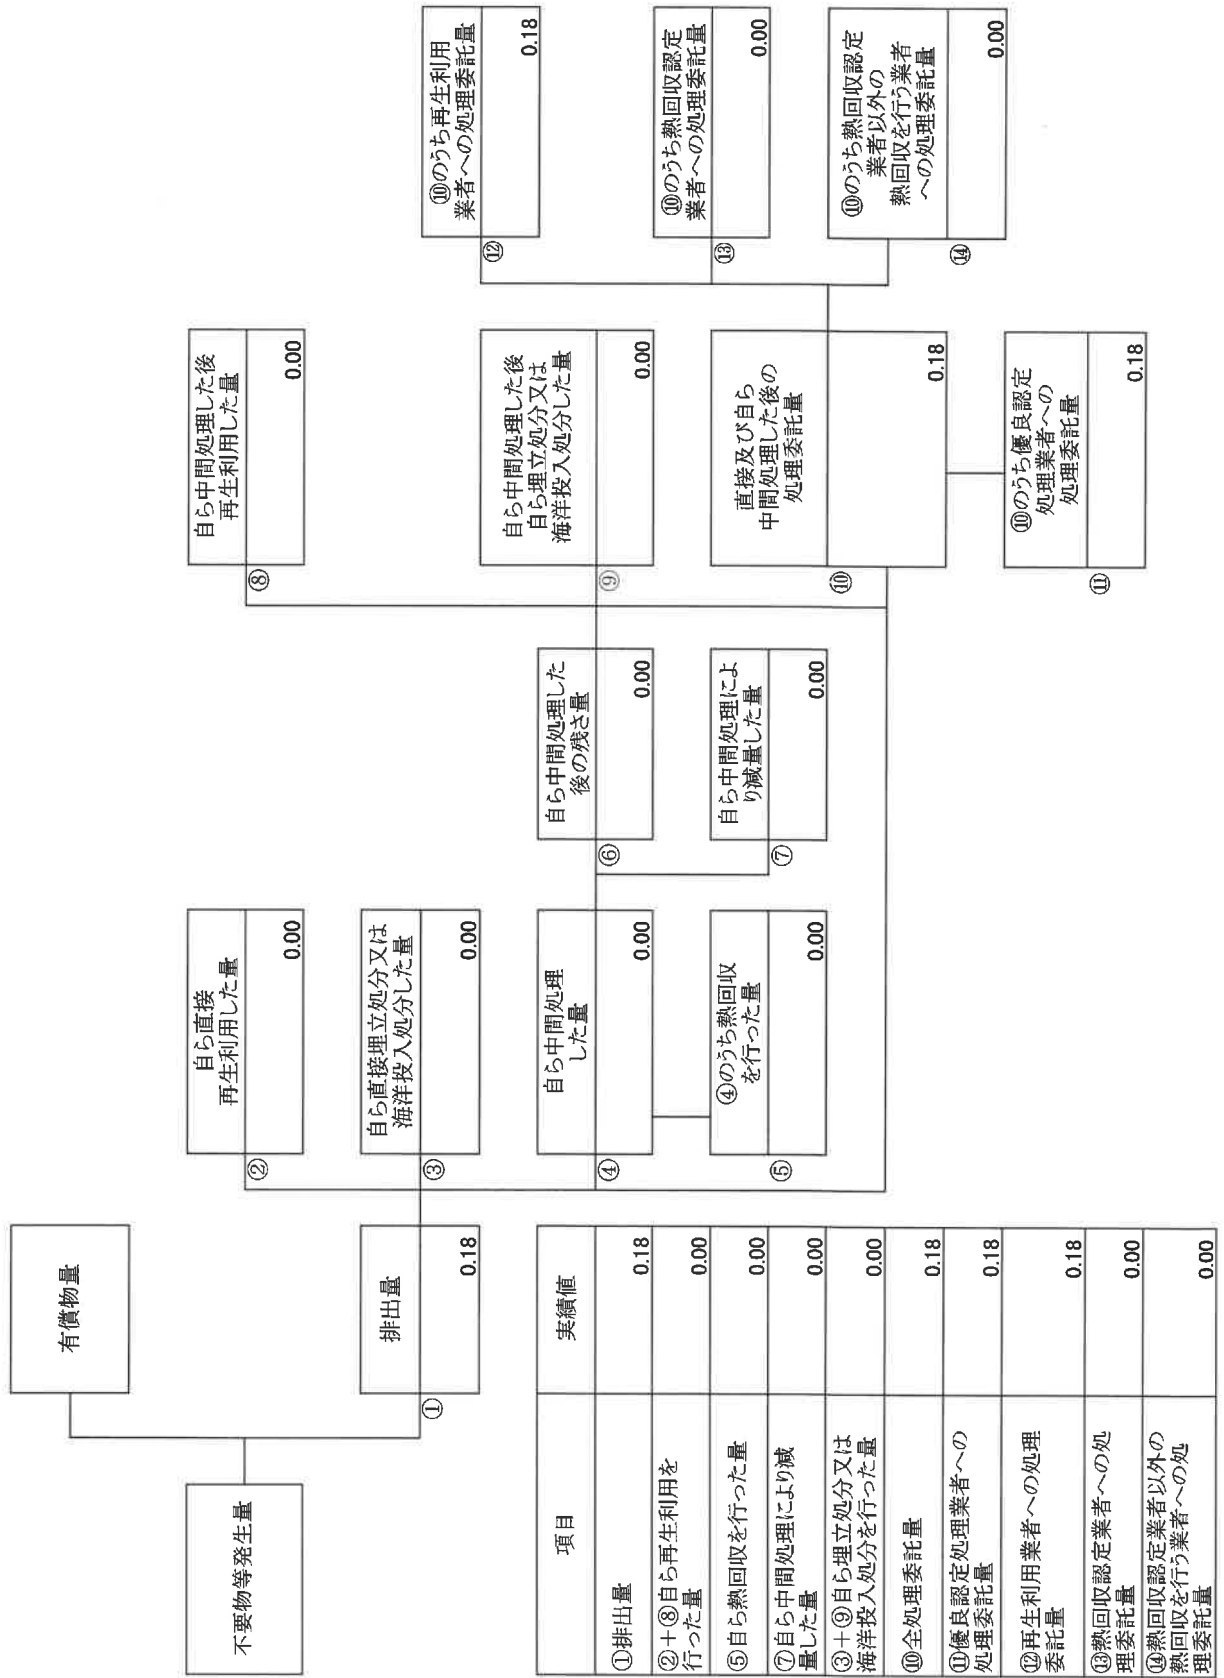 不要物等発生量
有償物量
①
排出量
0.18
②
自ら直接
再生利用した量
0.00
③
自ら直接埋立処分又は
海洋投入処分した量
0.00
④
自ら中間処理
した量
0.00
⑤
④のうち熱回収
を行った量
0.00
⑥
自ら中間処理した
後の残さ量
0.00
⑦
自ら中間処理によ
り減量した量
0.00
⑧
自ら中間処理した後
再生利用した量
0.00
⑨
自ら中間処理した後
自ら埋立処分又は
海洋投入処分した量
0.00
⑩
直接及び自ら
中間処理した後の
処理委託量
0.18
⑪
⑩のうち優良認定
処理業者への
処理委託量
0.18
⑫
⑩のうち再生利用
業者への処理委託量
0.18
⑬
⑩のうち熱回収認定
業者への処理委託量
0.00
⑭
⑩のうち熱回収認定
業者以外の
熱回収を行う業者
への処理委託量
0.00
項目 実績値
①排出量 0.18
②+⑧自ら再生利用を
行った量 0.00
⑤自ら熱回収を行った量 0.00
⑦自ら中間処理により減
量した量 0.00
③+⑨自ら埋立処分又は
海洋投入処分を行った量 0.00
⑩全処理委託量 0.18
⑪優良認定処理業者への
処理委託量 0.18
⑫再生利用業者への処理
委託量 0.18
⑬熱回収認定業者への処
理委託量 0.00
⑭熱回収認定業者以外の
熱回収を行う業者への処
理委託量 0.00